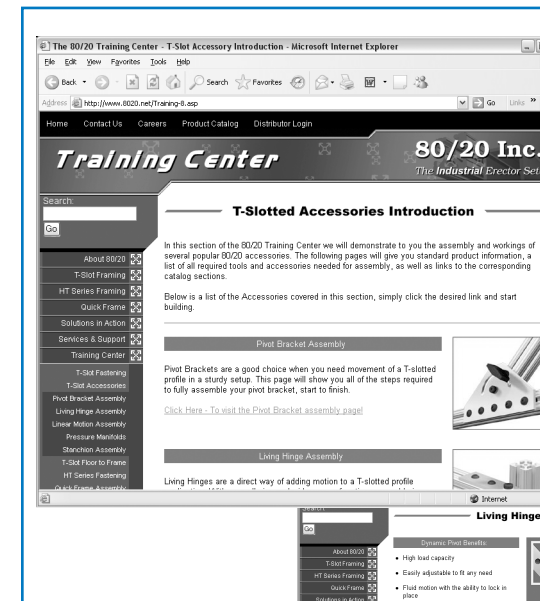 The 80/20 Training Center - T-Slot Accessory Introduction - Microsoft Internet Explorer
File Edit View Favorites Tools Help
Back Search Favorites
Address http://www.8020.net/Training-8.asp Go Links »
Home Contact Us Careers Product Catalog Distributor Login
Training Center
80/20 Inc.
The Industrial Erector Set
Search:
Go
About 80/20
T-Slot Framing
HT Series Framing
Quick Frame
Solutions in Action
Services & Support
Training Center
T-Slot Fastening
T-Slot Accessories
Pivot Bracket Assembly
Living Hinge Assembly
Linear Motion Assembly
Pressure Manifolds
Stanchion Assembly
T-Slot Floor to Frame
HT Series Fastening
Quick Frame Assembly
T-Slotted Accessories Introduction
In this section of the 80/20 Training Center we will demonstrate to you the assembly and workings of
several popular 80/20 accessories. The following pages will give you standard product information, a
list of all required tools and accessories needed for assembly, as well as links to the corresponding
catalog sections.
Below is a list of the Accessories covered in this section, simply click the desired link and start
building.
Pivot Bracket Assembly
Pivot Brackets are a good choice when you need movement of a T-slotted
profile in a sturdy setup. This page will show you all of the steps required
to fully assemble your pivot bracket, start to finish.
Click Here - To visit the Pivot Bracket assembly page!
Living Hinge Assembly
Living Hinges are a direct way of adding motion to a T-slotted profile
Internet
Search:
Go
About 80/20
T-Slot Framing
HT Series Framing
Quick Frame
Solutions in Action
Living Hinge
Dynamic Pivot Benefits:
• High load capacity
• Easily adjustable to fit any need
• Fluid motion with the ability to lock in
place